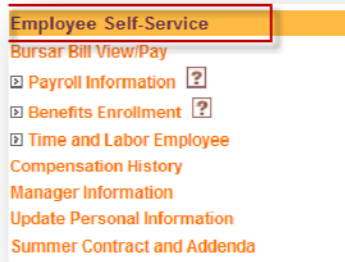 Employee Self-Service
Bursar Bill View/Pay
Payroll Information ?
Benefits Enrollment ?
Time and Labor Employee
Compensation History
Manager Information
Update Personal Information
Summer Contract and Addenda